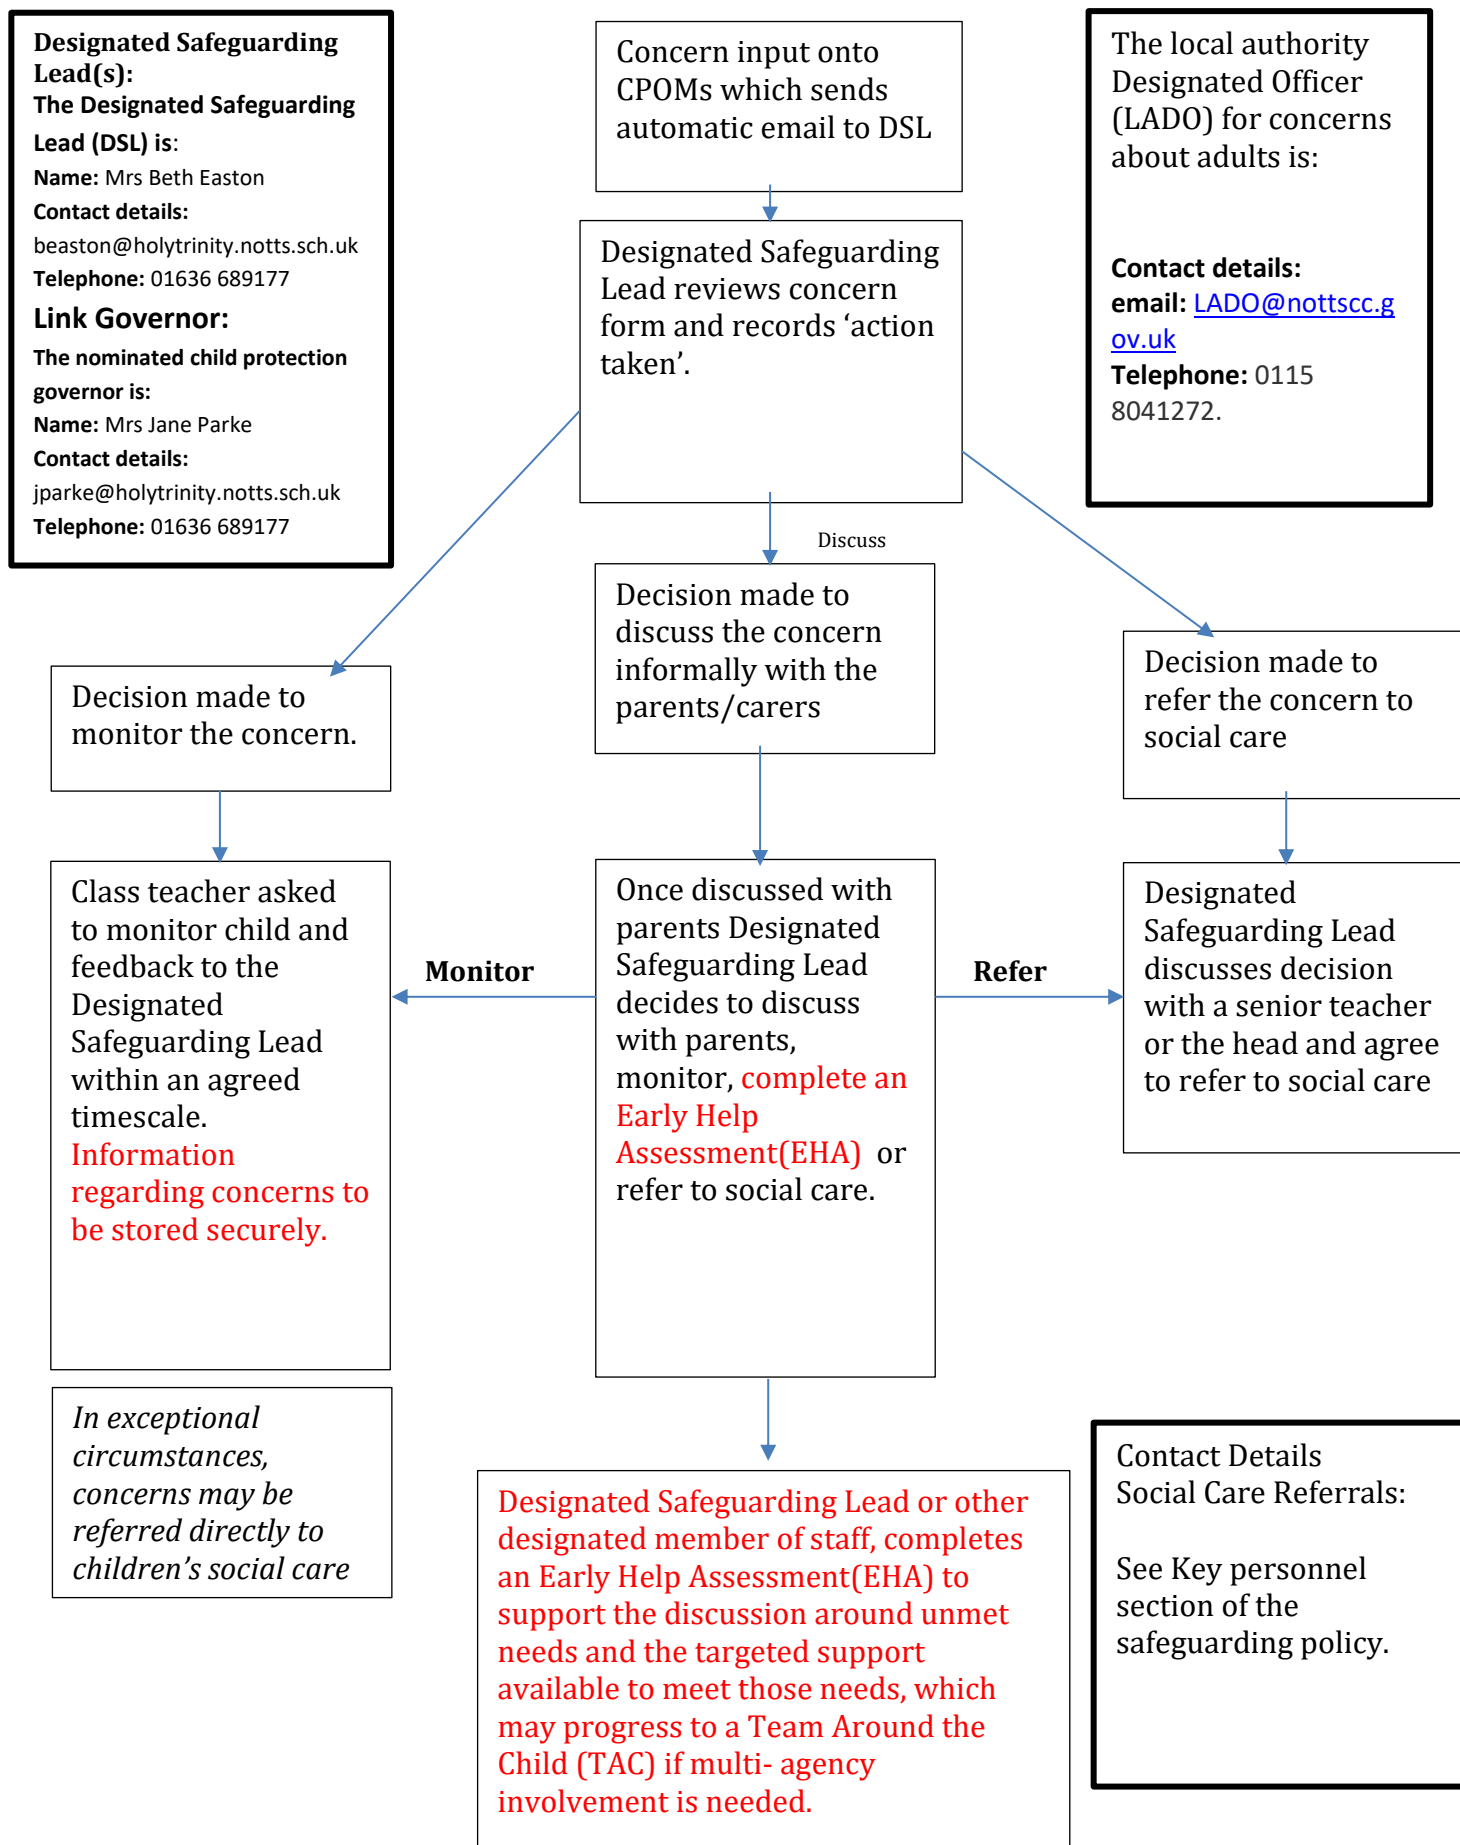 Designated Safeguarding
Lead(s):
The Designated Safeguarding
Lead (DSL) is:
Name: Mrs Beth Easton
Contact details:
beaston@holytrinity.notts.sch.uk
Telephone: 01636 689177
Link Governor:
The nominated child protection
governor is:
Name: Mrs Jane Parke
Contact details:
jparke@holytrinity.notts.sch.uk
Telephone: 01636 689177
Concern input onto
CPOMs which sends
automatic email to DSL
The local authority
Designated Officer
(LADO) for concerns
about adults is:
Contact details:
email: LADO@nottscc.g
ov.uk
Telephone: 0115
8041272.
Designated Safeguarding
Lead reviews concern
form and records ‘action
taken’.
Discuss
Decision made to
monitor the concern.
Decision made to
discuss the concern
informally with the
parents/carers
Decision made to
refer the concern to
social care
Class teacher asked
to monitor child and
feedback to the
Designated
Safeguarding Lead
within an agreed
timescale.
Information
regarding concerns to
be stored securely.
Monitor
Once discussed with
parents Designated
Safeguarding Lead
decides to discuss
with parents,
monitor, complete an
Early Help
Assessment(EHA) or
refer to social care.
Refer
Designated
Safeguarding Lead
discusses decision
with a senior teacher
or the head and agree
to refer to social care
In exceptional
circumstances,
concerns may be
referred directly to
children’s social care
Designated Safeguarding Lead or other
designated member of staff, completes
an Early Help Assessment(EHA) to
support the discussion around unmet
needs and the targeted support
available to meet those needs, which
may progress to a Team Around the
Child (TAC) if multi- agency
involvement is needed.
Contact Details
Social Care Referrals:
See Key personnel
section of the
safeguarding policy.